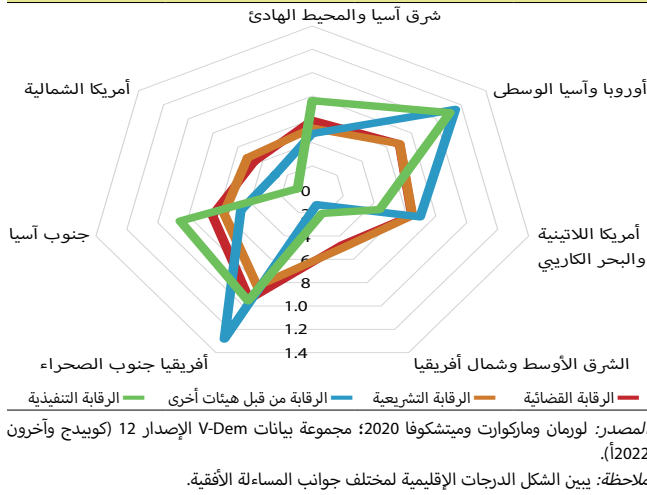 شرق آسيا والمحيط الهادئ
أمريكا الشمالية
أوروبا وآسيا الوسطى
جنوب آسيا
أمريكا اللاتينية
والبحر الكاريبي
أفريقيا جنوب الصحراء
الشرق الأوسط وشمال أفريقيا
0
2
4
6
8
1.0
1.2
1.4
الرقابة القضائية
الرقابة التشريعية
الرقابة من قبل هيئات أخرى
الرقابة التنفيذية
المصدر: لورمان وماركوارت وميتشكوفا 2020؛ مجموعة بيانات V-Dem الإصدار 12 (كوبيدج وآخرون
2022أ).
ملاحظة: يبين الشكل الدرجات الإقليمية لمختلف جوانب المساءلة الأفقية.